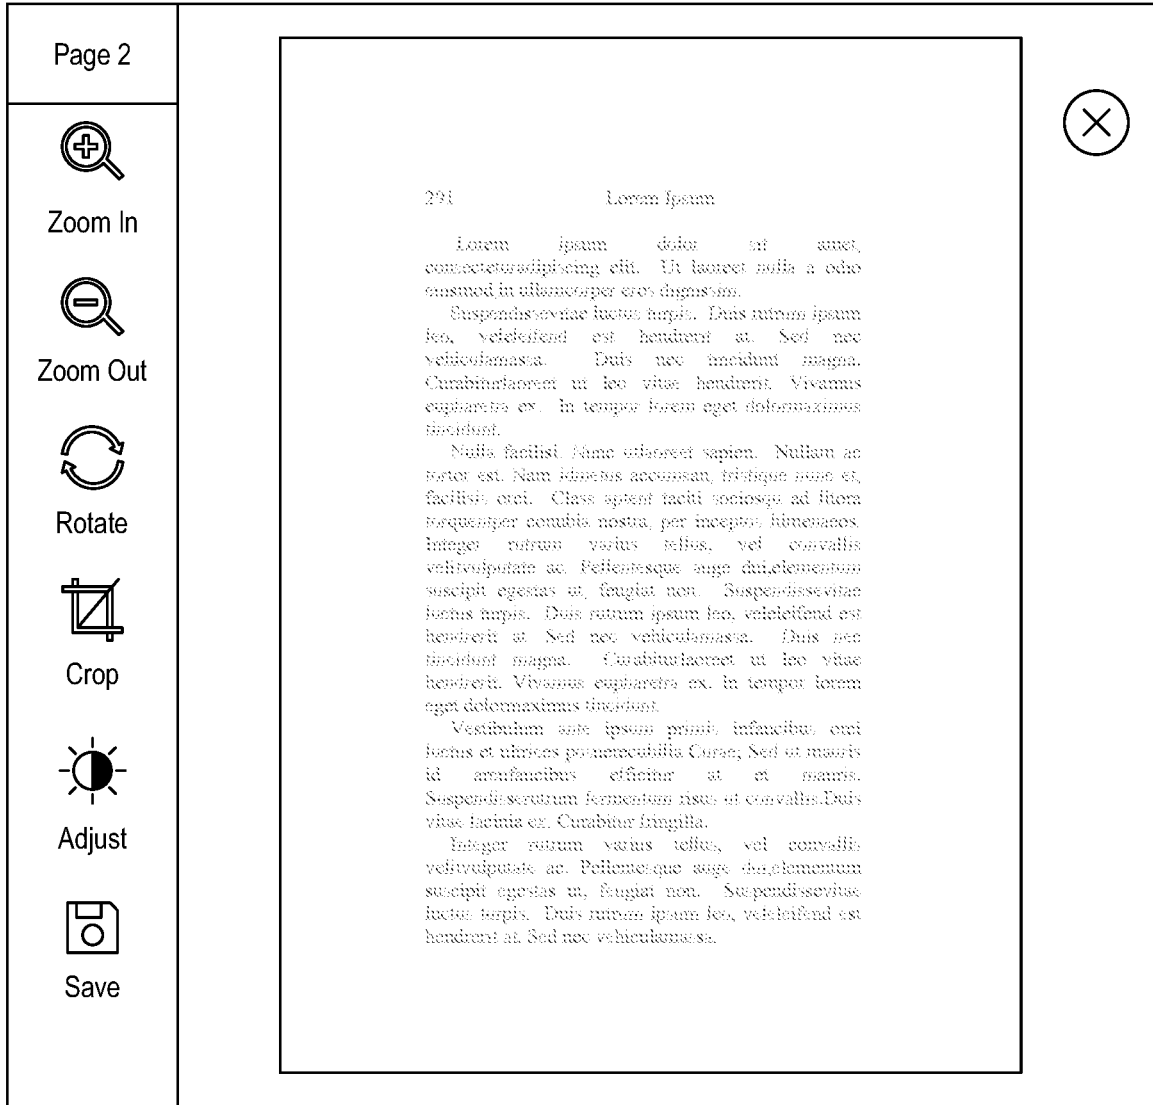 Page 2
Zoom In
Zoom Out
Rotate
Crop
Adjust
Save
291 Lorem Ipsum
Lorem ipsum dolor sit amet,
consecteturadipiscing elit. Ut laoreet nulla a odio
euismod,in ullamcorper eros dignissim.
Suspendissevitae luctus turpis. Duis rutrum ipsum
leo, veleleifend est hendrerit at. Sed nec
vehiculamassa. Duis nec tincidunt magna.
Curabiturlaoreet ut leo vitae hendrerit. Vivamus
eupharetra ex. In tempor lorem eget dolormaximus
tincidunt.
Nulla facilisi. Nunc utlaoreet sapien. Nullam ac
tortor est. Nam idmetus accumsan, tristique nunc et,
facilisis orci. Class aptent taciti sociosqu ad litora
torquentper conubia nostra, per inceptos himenaeos.
Integer rutrum varius tellus, vel convallis
velitvulputate ac. Pellentesque auge dui,elementum
suscipit egestas ut, feugiat non. Suspendissevitae
luctus turpis. Duis rutrum ipsum leo, veleleifend est
hendrerit at. Sed nec vehiculamassa. Duis nec
tincidunt magna. Curabiturlaoreet ut leo vitae
hendrerit. Vivamus eupharetra ex. In tempor lorem
eget dolormaximus tincidunt.
Vestibulum ante ipsum primis infaucibus orci
luctus et ultrices posuerecubilia Curae; Sed ut mauris
id arcufaucibus efficitur at et mauris.
Suspendisserutrum fermentum risus ut convallis.Duis
vitae lacinia ex. Curabitur fringilla.
Integer rutrum varius tellus, vel convallis
velitvulputate ac. Pellentesque auge dui,elementum
suscipit egestas ut, feugiat non. Suspendissevitae
luctus turpis. Duis rutrum ipsum leo, veleleifend est
hendrerit at. Sed nec vehiculamassa.